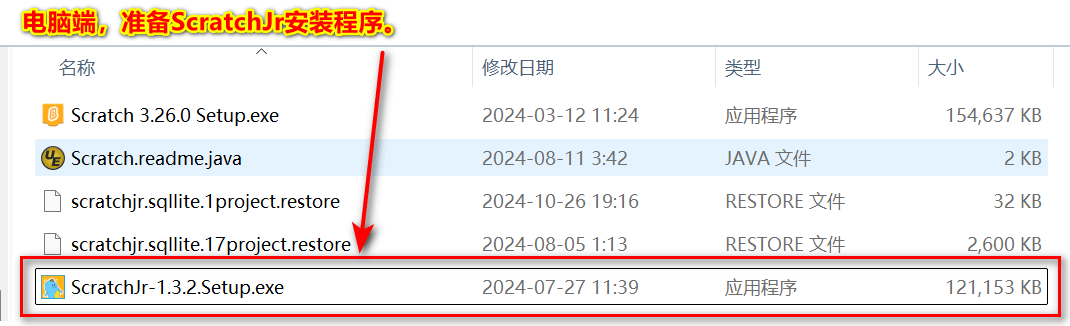 电脑端，准备ScratchJr安装程序。
名称 修改日期 类型 大小
Scratch 3.26.0 Setup.exe 2024-03-12 11:24 应用程序 154,637 KB
Scratch.readme.java 2024-08-11 3:42 JAVA 文件 2 KB
scratchjr.sqllite.1project.restore 2024-10-26 19:16 RESTORE 文件 32 KB
scratchjr.sqllite.17project.restore 2024-08-05 1:13 RESTORE 文件 2,600 KB
ScratchJr-1.3.2.Setup.exe 2024-07-27 11:39 应用程序 121,153 KB